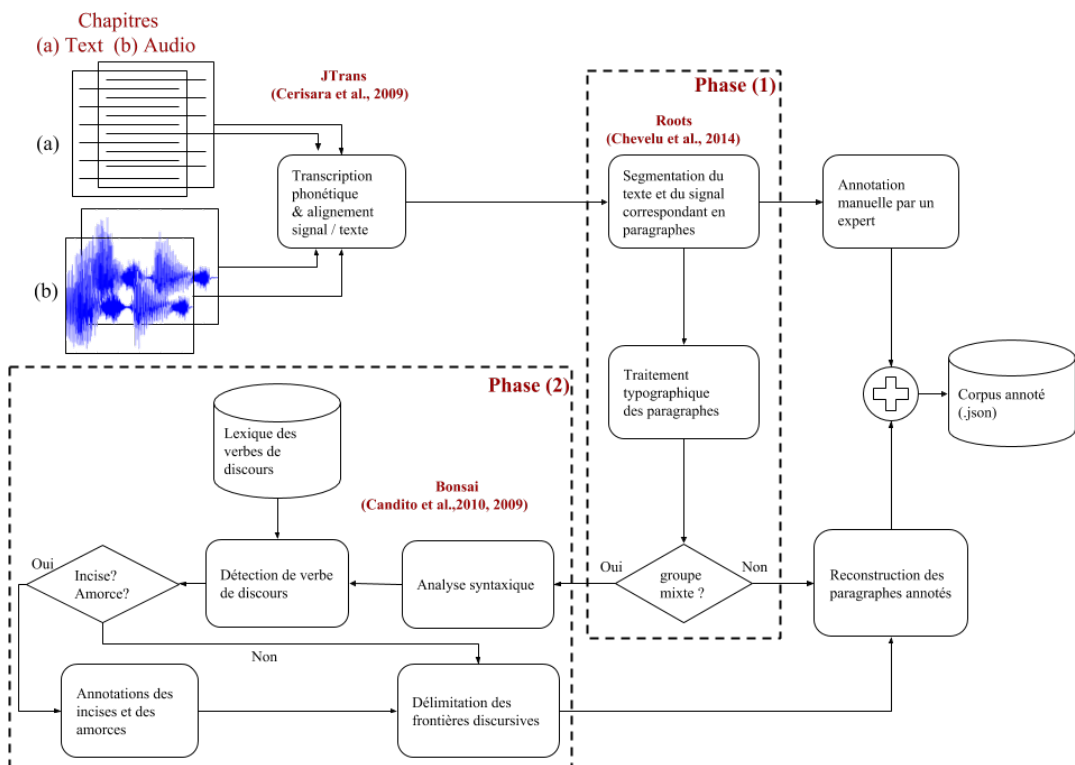 Chapitres
(a) Text (b) Audio
(a)
(b)
JTrans
(Cerisara et al., 2009)
Transcription
phonétique
& alignement
signal / texte
Phase (1)
Roots
(Chevelu et al., 2014)
Segmentation du
texte et du signal
correspondant en
paragraphes
Annotation
manuelle par un
expert
Traitement
typographique
des paragraphes
Corpus annoté
(.json)
groupe
mixte ?
Oui
Non
Reconstruction des
paragraphes annotés
Phase (2)
Lexique des
verbes de
discours
Bonsai
(Candito et al.,2010, 2009)
Analyse syntaxique
Détection de verbe
de discours
Oui
Incise?
Amorce?
Non
Annotations des
incises et des
amorces
Délimitation des
frontières discursives